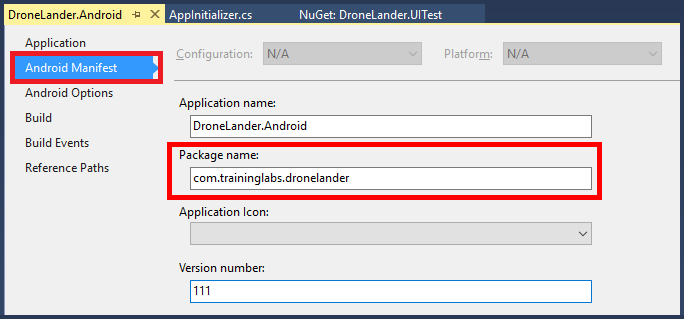 DroneLander.Android
AppInitializer.cs
NuGet: DroneLander.UITest
Application
Android Manifest
Android Options
Build
Build Events
Reference Paths
Configuration: N/A
Platform: N/A
Application name:
DroneLander.Android
Package name:
com.traininglabs.dronelander
Application Icon:
Version number:
111